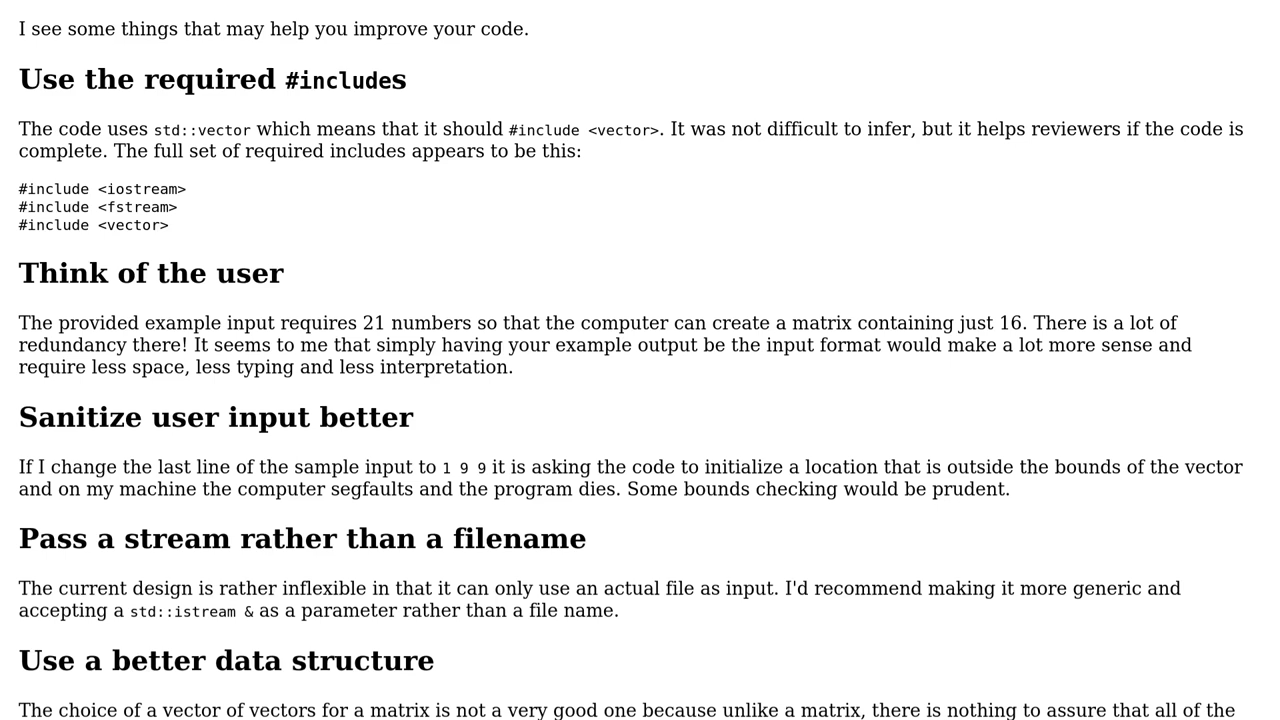 I see some things that may help you improve your code.
Use the required #includes
The code uses std::vector which means that it should #include <vector>. It was not difficult to infer, but it helps reviewers if the code is
complete. The full set of required includes appears to be this:
#include <iostream>
#include <fstream>
#include <vector>
Think of the user
The provided example input requires 21 numbers so that the computer can create a matrix containing just 16. There is a lot of
redundancy there! It seems to me that simply having your example output be the input format would make a lot more sense and
require less space, less typing and less interpretation.
Sanitize user input better
If I change the last line of the sample input to 1 9 9 it is asking the code to initialize a location that is outside the bounds of the vector
and on my machine the computer segfaults and the program dies. Some bounds checking would be prudent.
Pass a stream rather than a filename
The current design is rather inflexible in that it can only use an actual file as input. I'd recommend making it more generic and
accepting a std::istream & as a parameter rather than a file name.
Use a better data structure
The choice of a vector of vectors for a matrix is not a very good one because unlike a matrix, there is nothing to assure that all of the